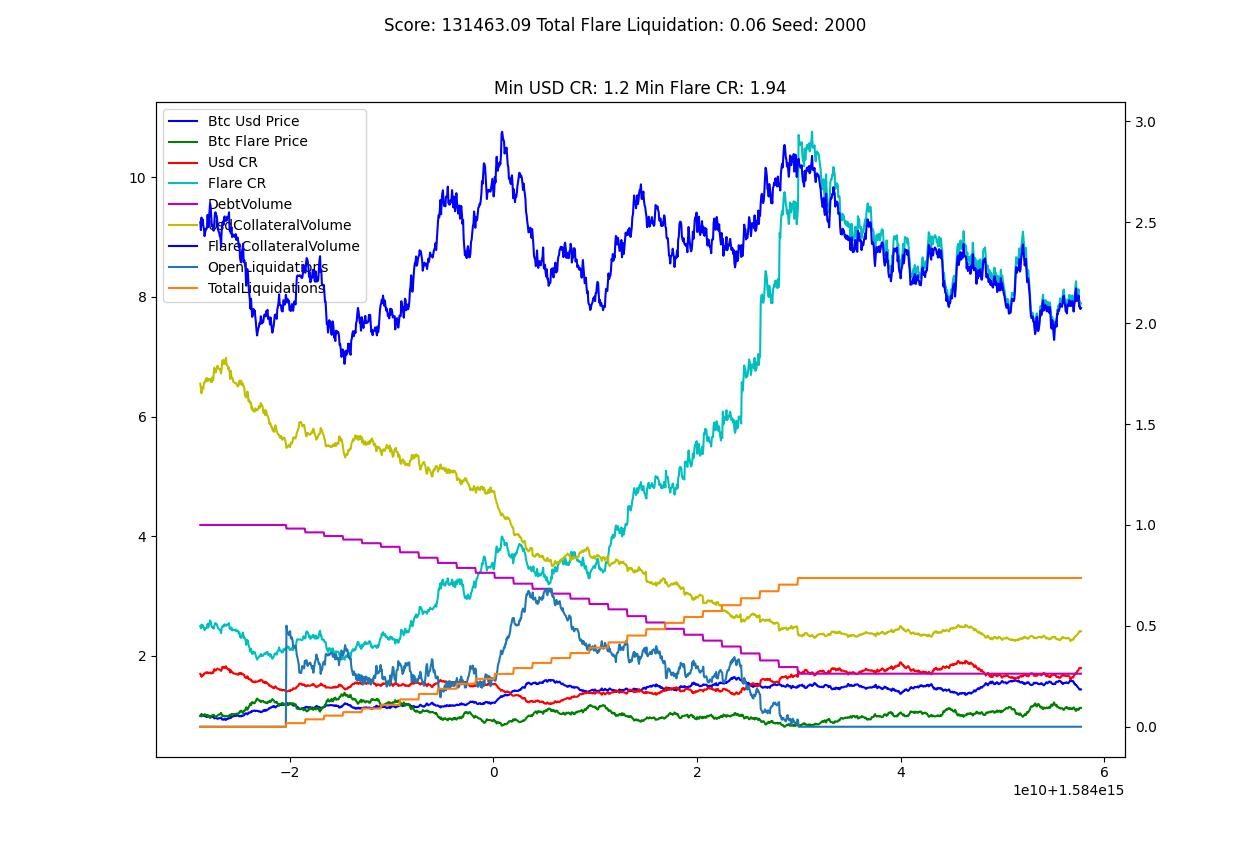 Score: 131463.09 Total Flare Liquidation: 0.06 Seed: 2000
Min USD CR: 1.2 Min Flare CR: 1.94
Btc Usd Price
Btc Flare Price
Usd CR
Flare CR
DebtVolume
UsdCollateralVolume
FlareCollateralVolume
OpenLiquidations
TotalLiquidations
10
8
6
4
2
3.0
2.5
2.0
1.5
1.0
0.5
0.0
−2
0
2
4
6
1e10+1.584e15